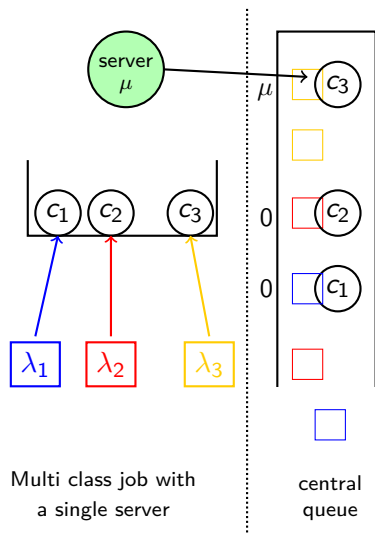 server
μ
c₁
c₂
c₃
λ₁
λ₂
λ₃
Multi class job with
a single server
μ
c₃
0
c₂
0
c₁
central
queue